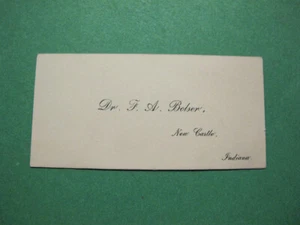 Dr. F. A. Bolser,
New Castle.
Indiana